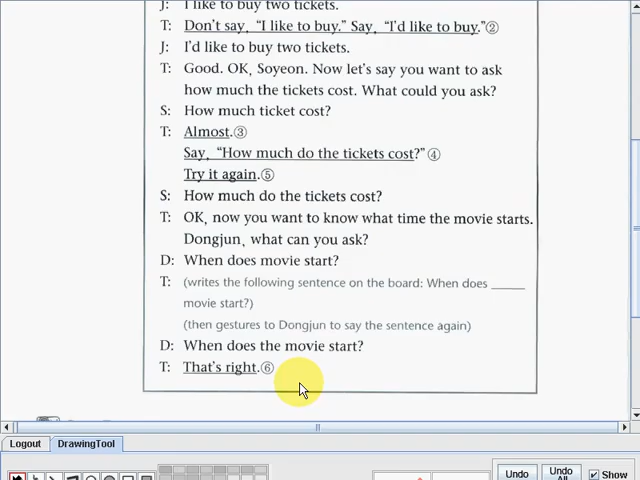 J: I like to buy two tickets.
T: Don't say, “I like to buy.” Say, “I'd like to buy.”②
J: I'd like to buy two tickets.
T: Good. OK, Soyeon. Now let's say you want to ask
how much the tickets cost. What could you ask?
S: How much ticket cost?
T: Almost.③
Say, “How much do the tickets cost?” ④
Try it again.⑤
S: How much do the tickets cost?
T: OK, now you want to know what time the movie starts.
Dongjun, what can you ask?
D: When does movie start?
T: (writes the following sentence on the board: When does _____
movie start?)
(then gestures to Dongjun to say the sentence again)
D: When does the movie start?
T: That's right.⑥
Logout DrawingTool
Undo Undo All Show